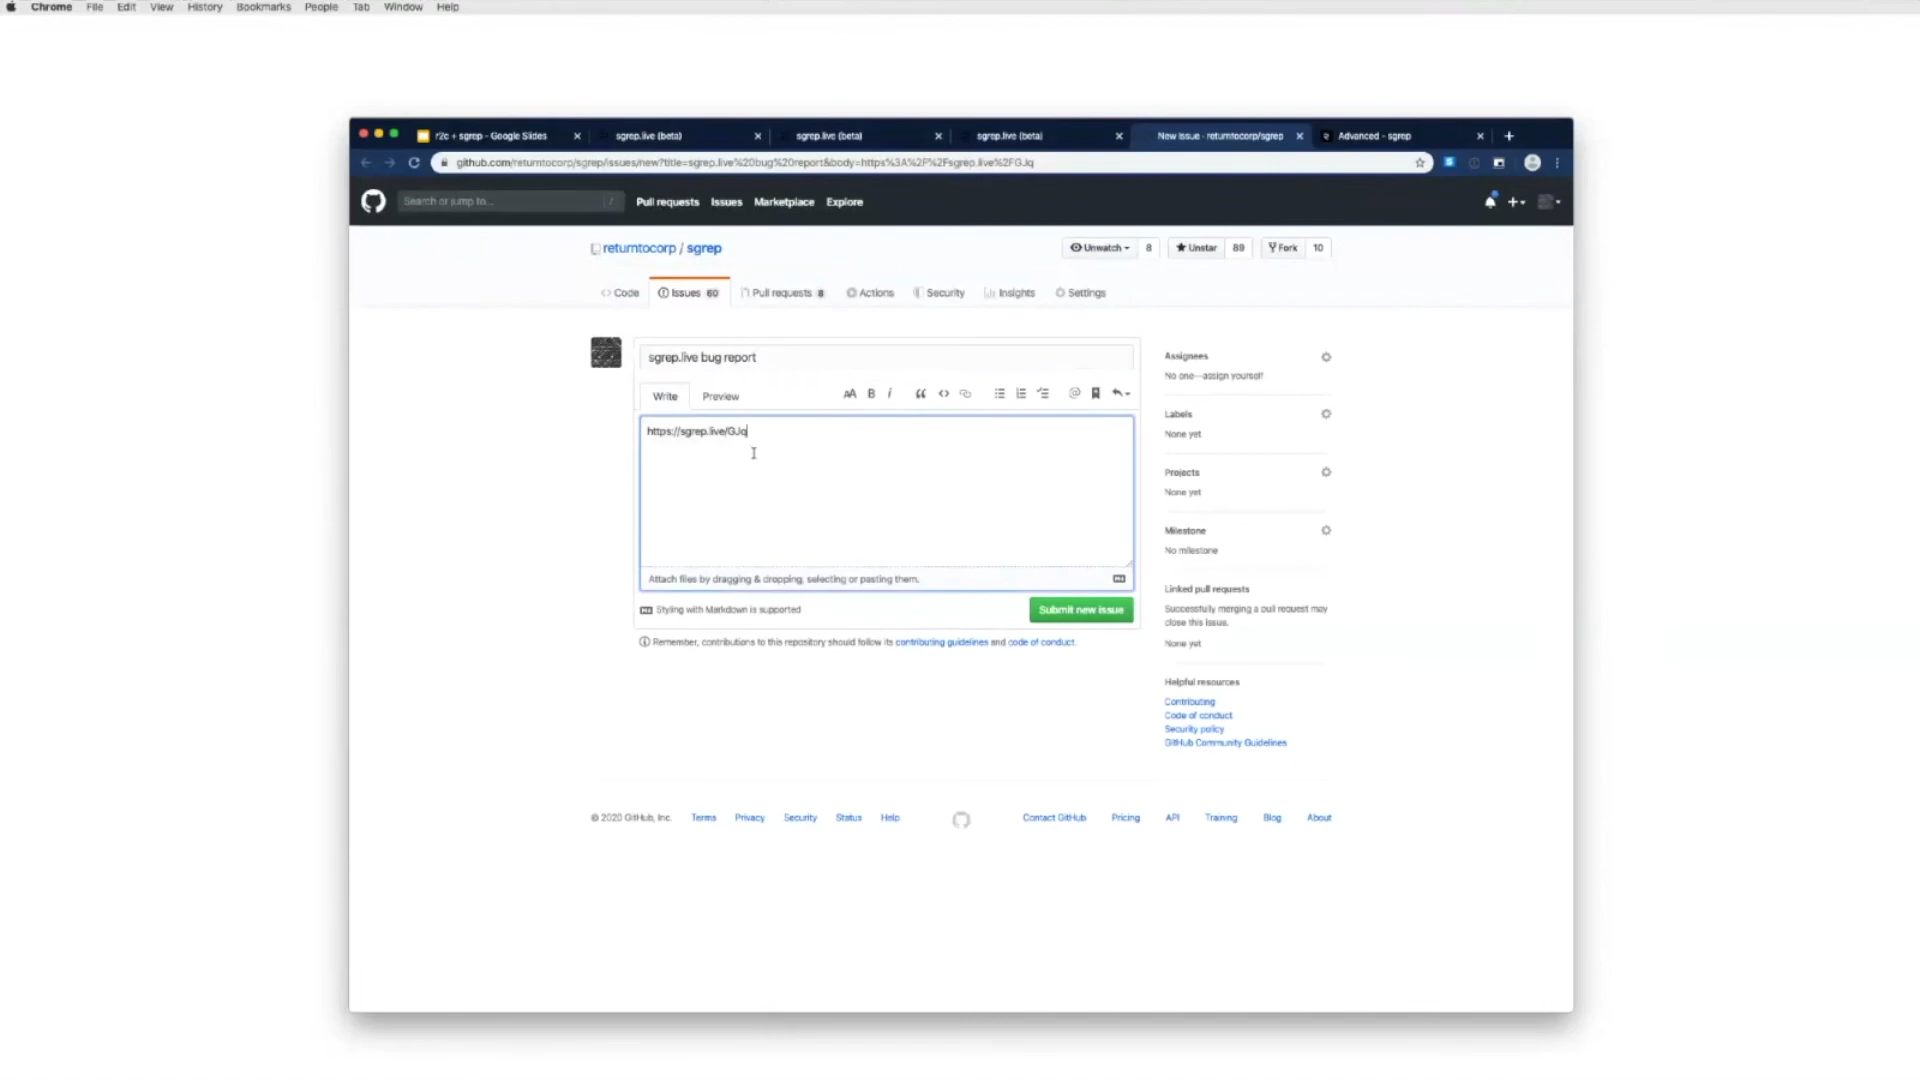 Chrome File Edit View History Bookmarks People Tab Window Help
r2c + sgrep - Google Slides
sgrep.live (beta)
sgrep.live (beta)
sgrep.live (beta)
New Issue · returntocorp/sgrep
Advanced - sgrep
github.com/returntocorp/sgrep/issues/new?title=sgrep.live%20bug%20report&body=https%3A%2F%2Fsgrep.live%2FGJq
Search or jump to... /
Pull requests Issues Marketplace Explore
returntocorp / sgrep
Unwatch 8 Unstar 89 Fork 10
Code Issues 60 Pull requests 8 Actions Security Insights Settings
sgrep.live bug report
Write Preview AA B i @
https://sgrep.live/GJq
Attach files by dragging & dropping, selecting or pasting them.
Styling with Markdown is supported
Submit new issue
Remember, contributions to this repository should follow its contributing guidelines and code of conduct.
Assignees
No one—assign yourself
Labels
None yet
Projects
None yet
Milestone
No milestone
Linked pull requests
Successfully merging a pull request may
close this issue.
None yet
Helpful resources
Contributing
Code of conduct
Security policy
GitHub Community Guidelines
© 2020 GitHub, Inc. Terms Privacy Security Status Help
Contact GitHub Pricing API Training Blog About